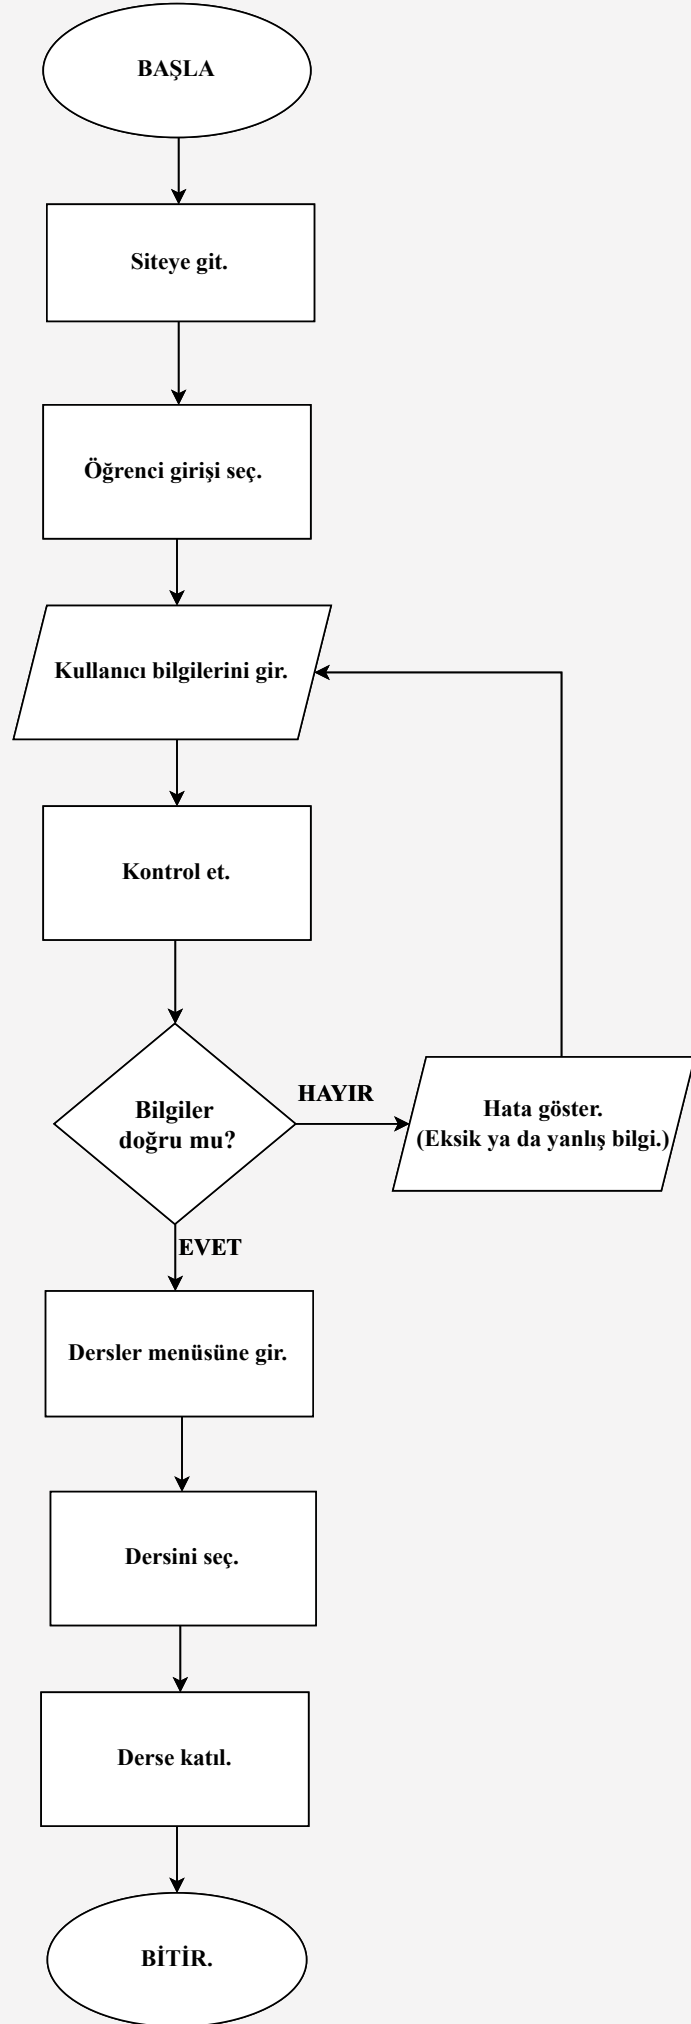 BAŞLA
Siteye git.
Öğrenci girişi seç.
Kullanıcı bilgilerini gir.
Kontrol et.
Bilgiler
doğru mu?
HAYIR
Hata göster.
(Eksik ya da yanlış bilgi.)
EVET
Dersler menüsüne gir.
Dersini seç.
Derse katıl.
BİTİR.